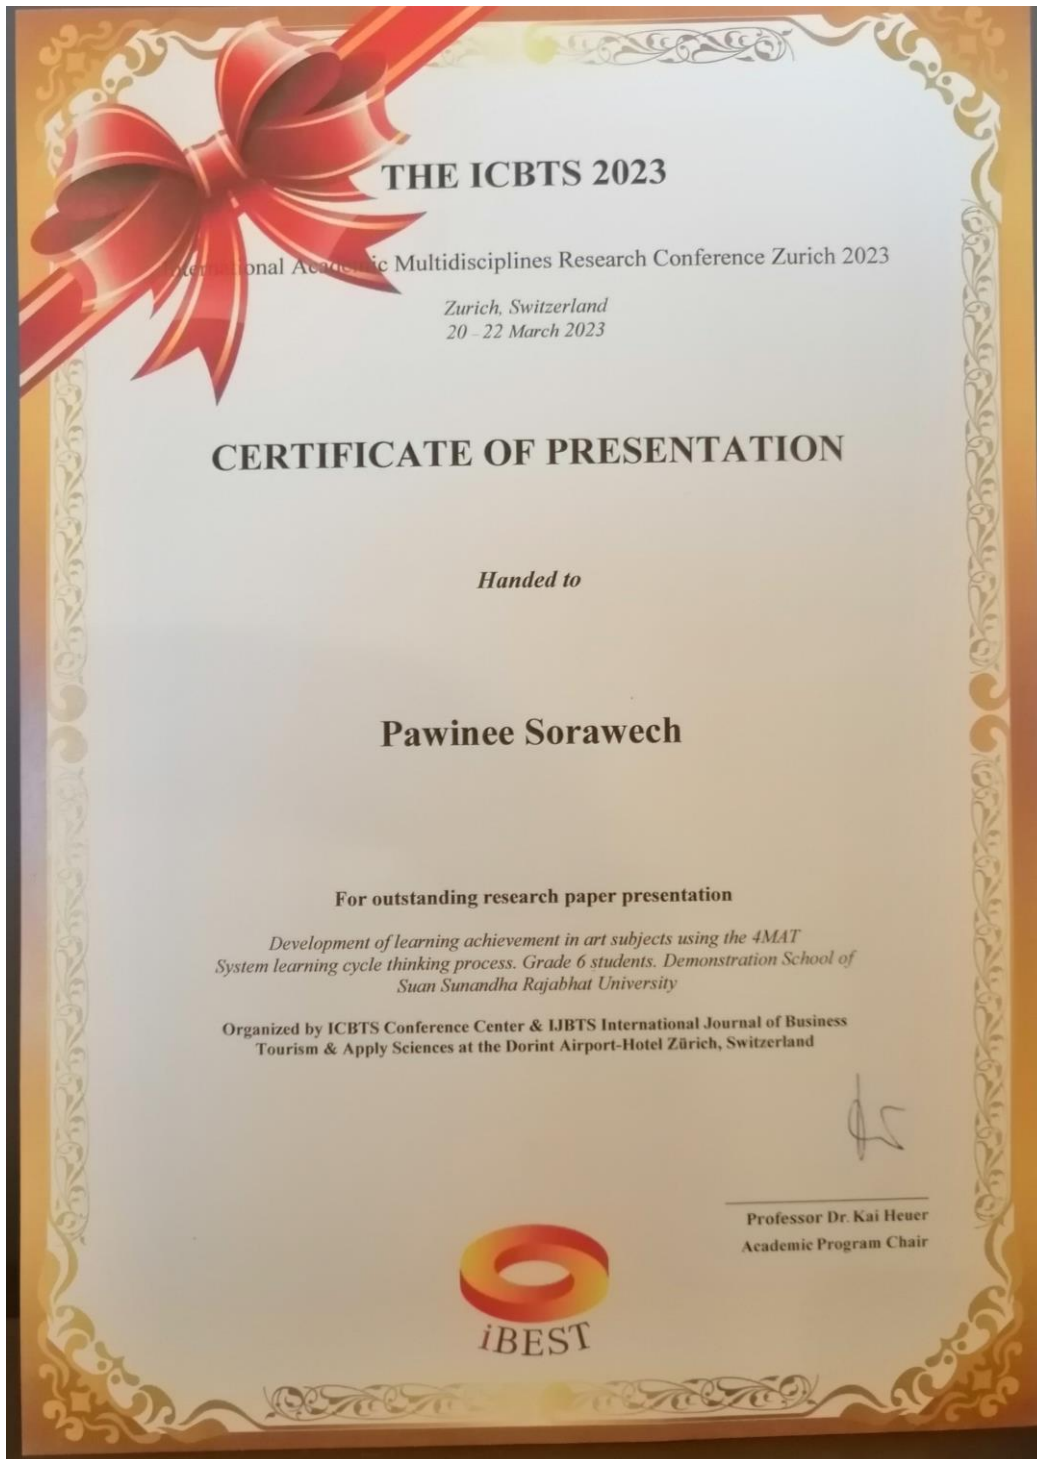 THE ICBTS 2023
International Academic Multidisciplines Research Conference Zurich 2023
Zurich, Switzerland
20 - 22 March 2023
CERTIFICATE OF PRESENTATION
Handed to
Pawinee Sorawech
For outstanding research paper presentation
Development of learning achievement in art subjects using the 4MAT
System learning cycle thinking process. Grade 6 students. Demonstration School of
Suan Sunandha Rajabhat University
Organized by ICBTS Conference Center & IJBTS International Journal of Business
Tourism & Apply Sciences at the Dorint Airport-Hotel Zürich, Switzerland
Professor Dr. Kai Heuer
Academic Program Chair
iBEST